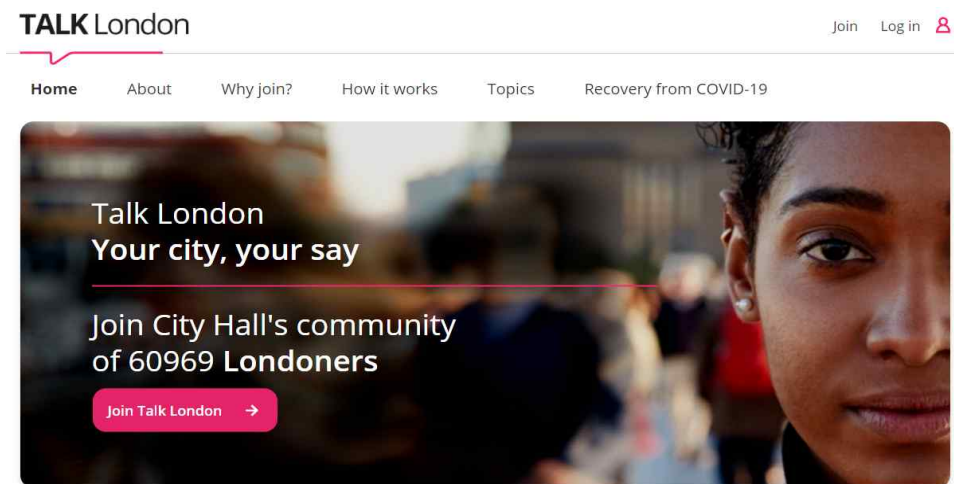 TALK London
Join Log in
Home About Why join? How it works Topics Recovery from COVID-19
Talk London
Your city, your say
Join City Hall's community
of 60969 Londoners
Join Talk London →